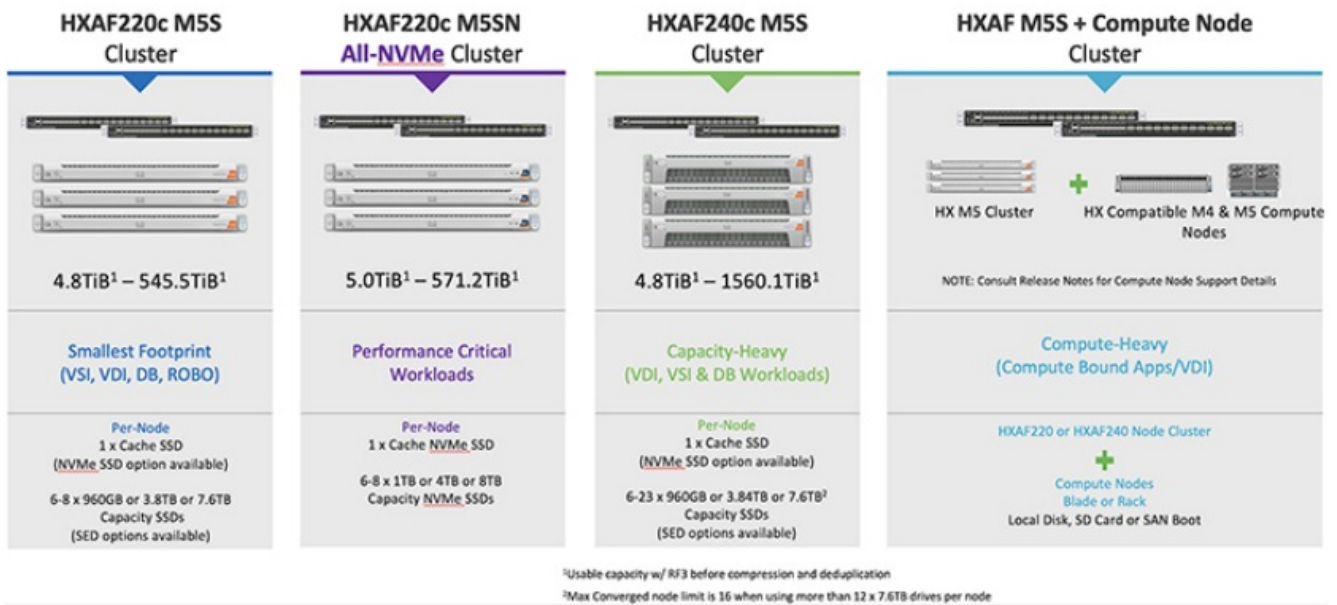 HXAF220c M5S
Cluster
4.8TiB¹ – 545.5TiB¹
Smallest Footprint
(VSI, VDI, DB, ROBO)
Per-Node
1 x Cache SSD
(NVMe SSD option available)
6-8 x 960GB or 3.8TB or 7.6TB
Capacity SSDs
(SED options available)
HXAF220c M5SN
All-NVMe Cluster
5.0TiB¹ – 571.2TiB¹
Performance Critical
Workloads
Per-Node
1 x Cache NVMe SSD
6-8 x 1TB or 4TB or 8TB
Capacity NVMe SSDs
HXAF240c M5S
Cluster
4.8TiB¹ – 1560.1TiB¹
Capacity-Heavy
(VDI, VSI & DB Workloads)
Per-Node
1 x Cache SSD
(NVMe SSD option available)
6-23 x 960GB or 3.84TB or 7.6TB²
Capacity SSDs
(SED options available)
HXAF M5S + Compute Node
Cluster
HX M5 Cluster
HX Compatible M4 & M5 Compute
Nodes
NOTE: Consult Release Notes for Compute Node Support Details
Compute-Heavy
(Compute Bound Apps/VDI)
HXAF220 or HXAF240 Node Cluster
Compute Nodes
Blade or Rack
Local Disk, SD Card or SAN Boot
¹Usable capacity w/ RF3 before compression and deduplication
²Max Converged node limit is 16 when using more than 12 x 7.6TB drives per node